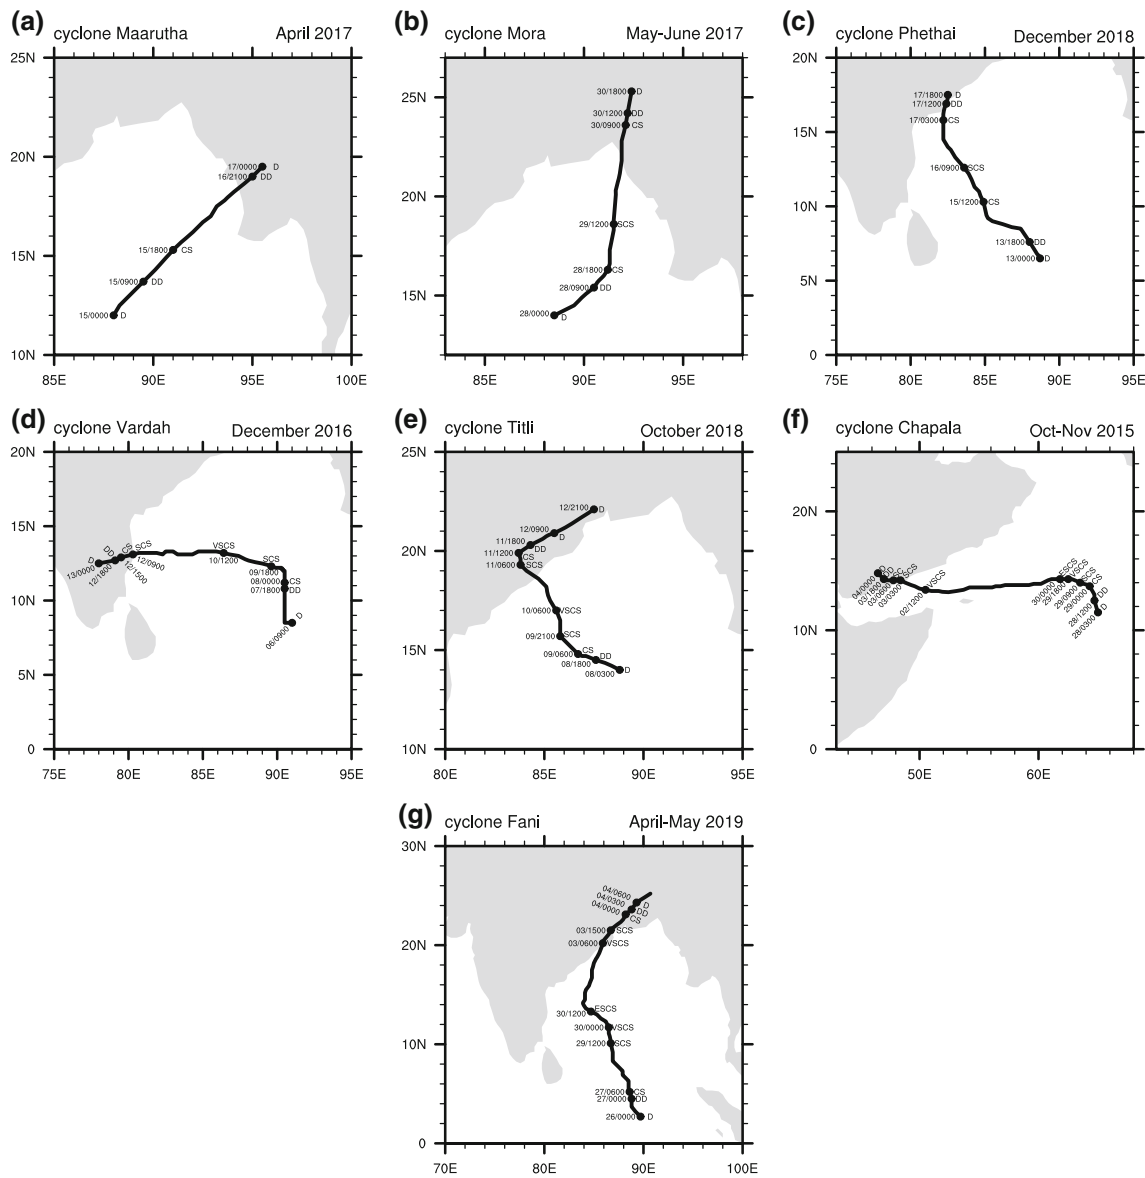 (a)
cyclone Maarutha April 2017
25N
20N
15N
10N
85E 90E 95E 100E
17/0000 D
16/2100 DD
15/1800 CS
15/0900 DD
15/0000 D
(b)
cyclone Mora May-June 2017
25N
20N
15N
85E 90E 95E
30/1800 D
30/1200 DD
30/0900 CS
29/1200 SCS
28/1800 CS
28/0900 DD
28/0000 D
(c)
cyclone Phethai December 2018
20N
15N
10N
5N
0
75E 80E 85E 90E 95E
17/1800 D
17/1200 DD
17/0300 CS
16/0900 SCS
15/1200 CS
13/1800 DD
13/0000 D
(d)
cyclone Vardah December 2016
20N
15N
10N
5N
0
75E 80E 85E 90E 95E
13/0000 D
12/1800 DD
12/1500 CS
12/0900 SCS
10/1200 VSCS
09/1800 SCS
08/0000 CS
07/1800 DD
06/0900 D
(e)
cyclone Titli October 2018
25N
20N
15N
10N
80E 85E 90E 95E
12/2100 D
12/0900 D
11/1800 DD
11/1200 CS
11/0600 SCS
10/0600 VSCS
09/2100 SCS
09/0600 CS
08/1800 DD
08/0300 D
(f)
cyclone Chapala Oct-Nov 2015
20N
10N
0
50E 60E
04/0000 D
03/1800 DD
03/0600
03/0300 SCS
02/1200 VSCS
30/0000 ESCS
29/1800 VSCS
29/0900 SCS
29/0000 CS
28/1200 DD
28/0300 D
(g)
cyclone Fani April-May 2019
30N
20N
10N
0
70E 80E 90E 100E
04/0600 D
04/0300 DD
04/0000 CS
03/1500 SCS
03/0600 VSCS
30/1200 ESCS
30/0000 VSCS
29/1200 SCS
27/0600 CS
27/0000 DD
26/0000 D